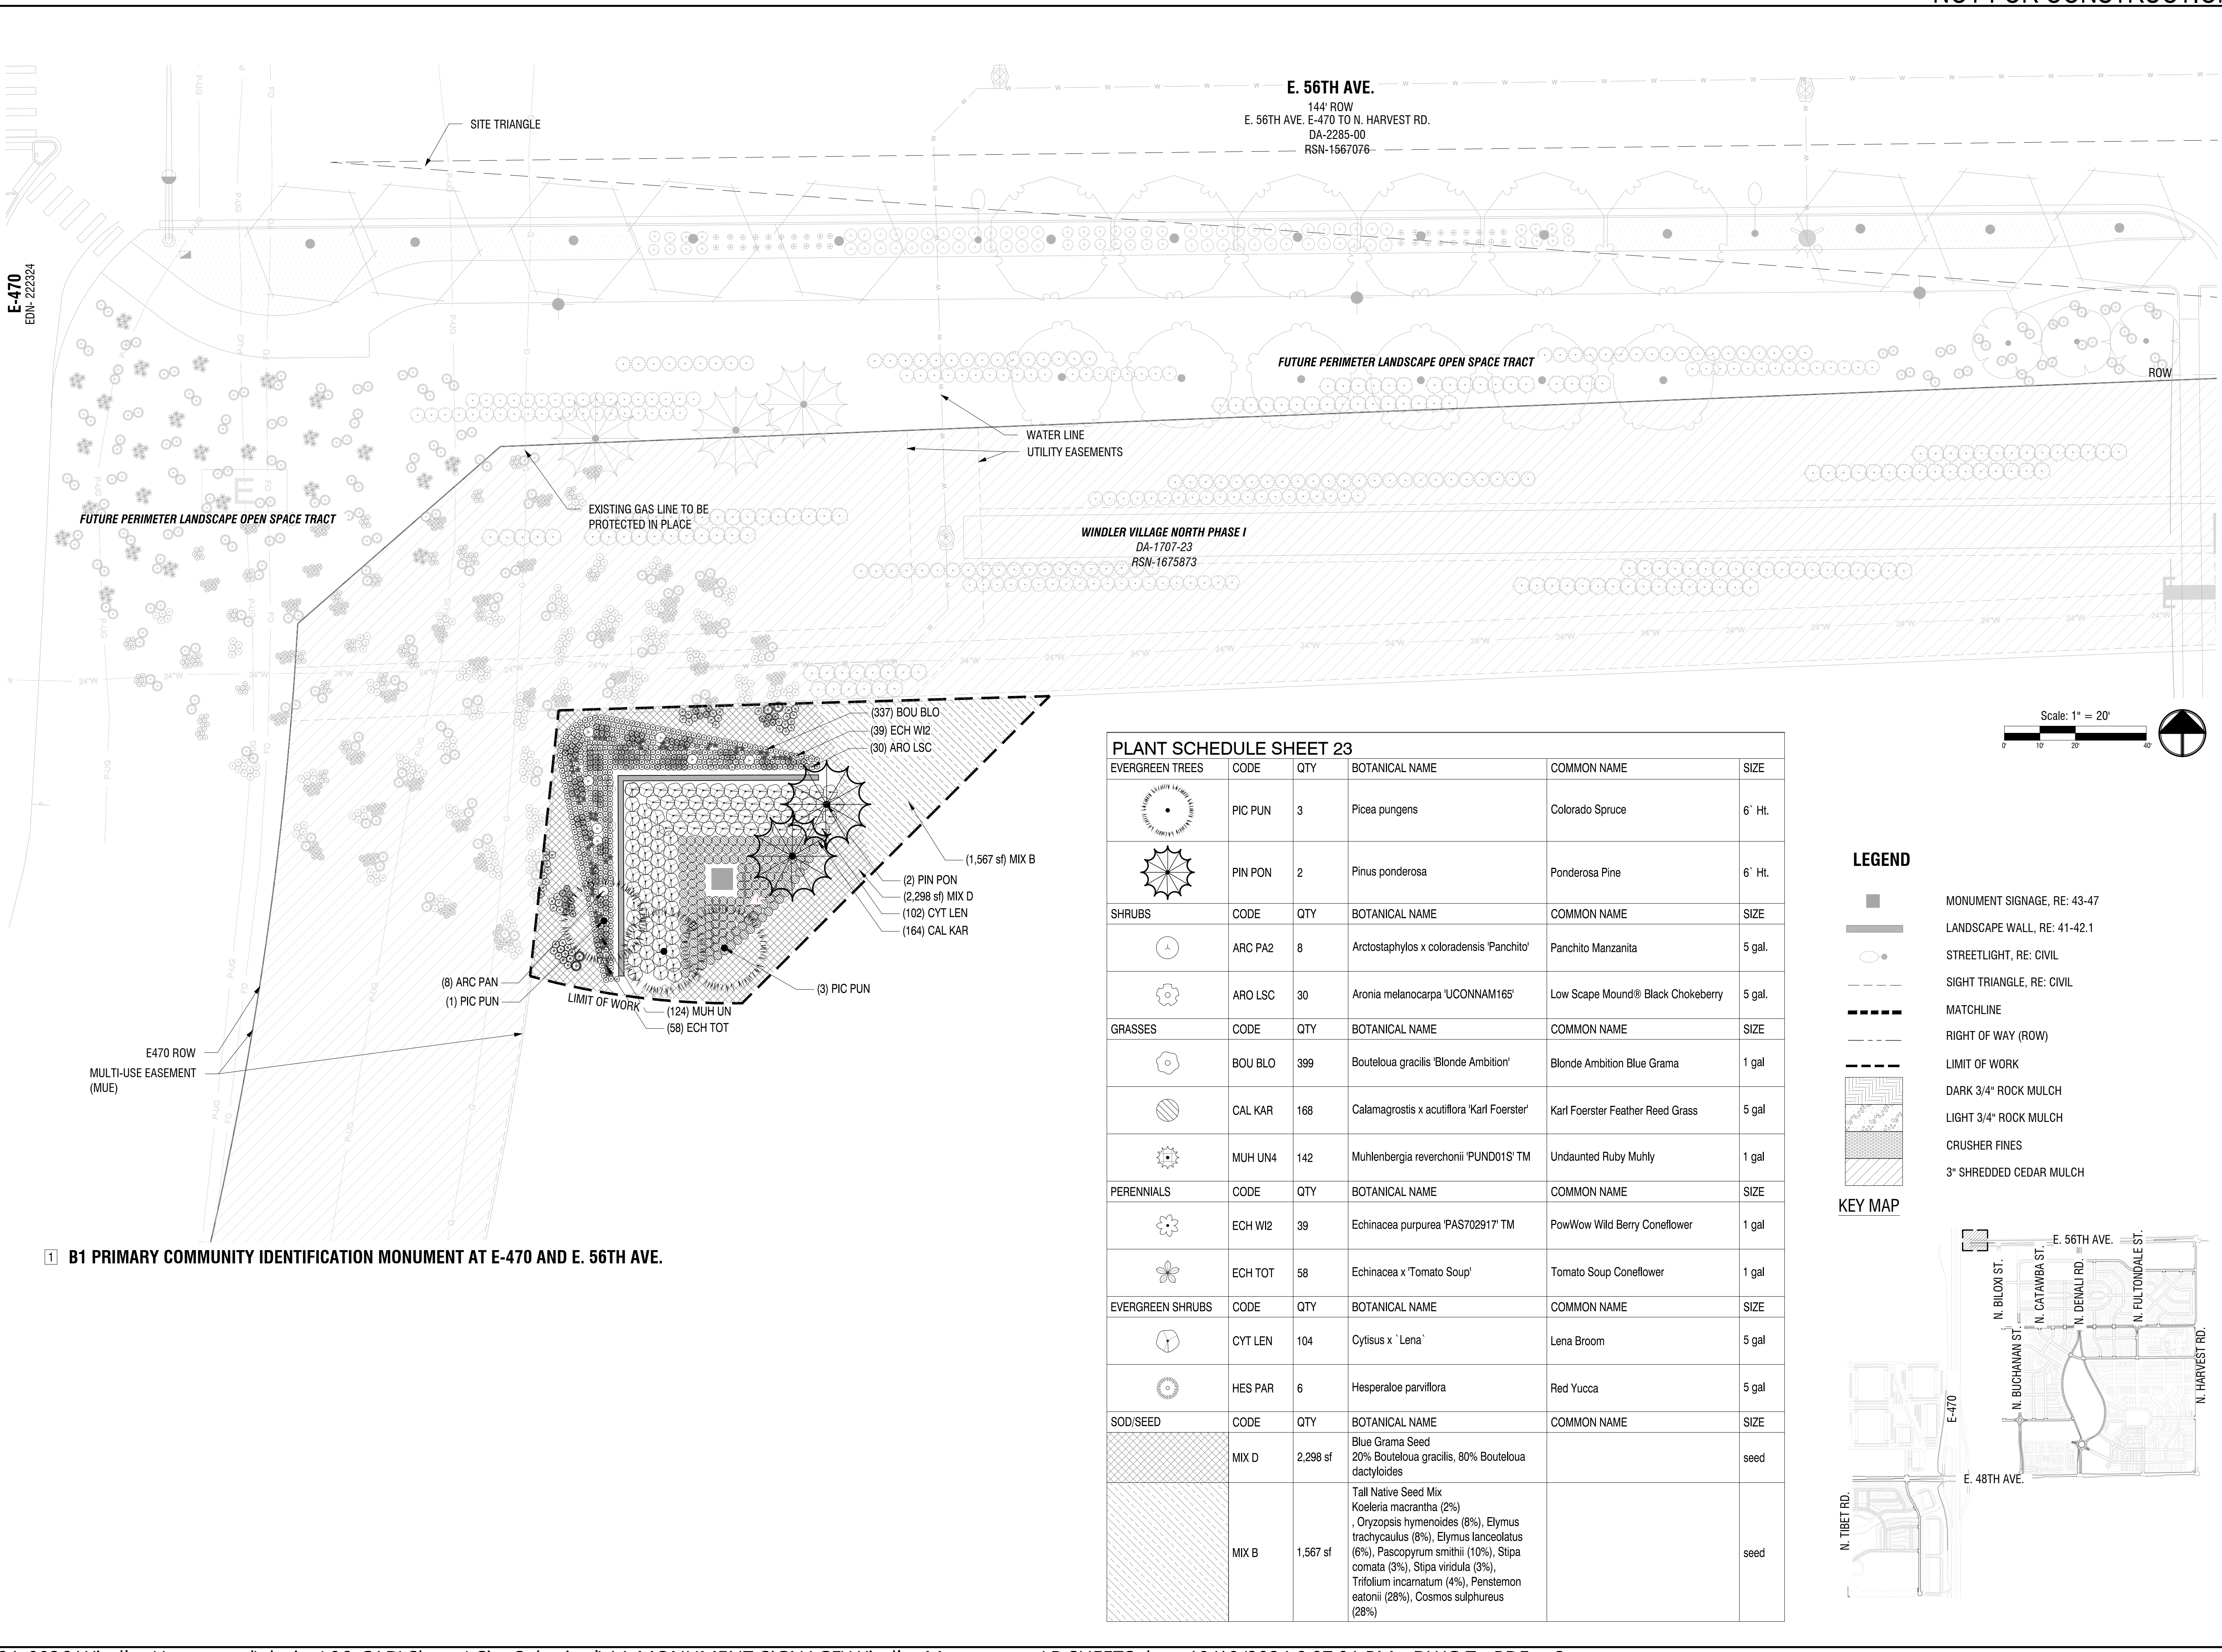 E. 56TH AVE.
144' ROW
E. 56TH AVE. E-470 TO N. HARVEST RD.
DA-2285-00
RSN-1567076
SITE TRIANGLE
E-470
EDN- 222324
FUTURE PERIMETER LANDSCAPE OPEN SPACE TRACT
ROW
WATER LINE
UTILITY EASEMENTS
EXISTING GAS LINE TO BE
PROTECTED IN PLACE
FUTURE PERIMETER LANDSCAPE OPEN SPACE TRACT
WINDLER VILLAGE NORTH PHASE I
DA-1707-23
RSN-1675873
(337) BOU BLO
(39) ECH WI2
(30) ARO LSC
(1,567 sf) MIX B
(2) PIN PON
(2,298 sf) MIX D
(102) CYT LEN
(164) CAL KAR
(8) ARC PAN
(1) PIC PUN
LIMIT OF WORK
(3) PIC PUN
(124) MUH UN
(58) ECH TOT
E470 ROW
MULTI-USE EASEMENT
(MUE)
1 B1 PRIMARY COMMUNITY IDENTIFICATION MONUMENT AT E-470 AND E. 56TH AVE.
Scale: 1" = 20'
0' 10' 20' 40'
PLANT SCHEDULE SHEET 23
EVERGREEN TREES CODE QTY BOTANICAL NAME COMMON NAME SIZE
PIC PUN 3 Picea pungens Colorado Spruce 6` Ht.
PIN PON 2 Pinus ponderosa Ponderosa Pine 6` Ht.
SHRUBS CODE QTY BOTANICAL NAME COMMON NAME SIZE
ARC PA2 8 Arctostaphylos x coloradensis 'Panchito' Panchito Manzanita 5 gal.
ARO LSC 30 Aronia melanocarpa 'UCONNAM165' Low Scape Mound® Black Chokeberry 5 gal.
GRASSES CODE QTY BOTANICAL NAME COMMON NAME SIZE
BOU BLO 399 Bouteloua gracilis 'Blonde Ambition' Blonde Ambition Blue Grama 1 gal
CAL KAR 168 Calamagrostis x acutiflora 'Karl Foerster' Karl Foerster Feather Reed Grass 5 gal
MUH UN4 142 Muhlenbergia reverchonii 'PUND01S' TM Undaunted Ruby Muhly 1 gal
PERENNIALS CODE QTY BOTANICAL NAME COMMON NAME SIZE
ECH WI2 39 Echinacea purpurea 'PAS702917' TM PowWow Wild Berry Coneflower 1 gal
ECH TOT 58 Echinacea x 'Tomato Soup' Tomato Soup Coneflower 1 gal
EVERGREEN SHRUBS CODE QTY BOTANICAL NAME COMMON NAME SIZE
CYT LEN 104 Cytisus x `Lena` Lena Broom 5 gal
HES PAR 6 Hesperaloe parviflora Red Yucca 5 gal
SOD/SEED CODE QTY BOTANICAL NAME COMMON NAME SIZE
MIX D 2,298 sf Blue Grama Seed
20% Bouteloua gracilis, 80% Bouteloua
dactyloides seed
MIX B 1,567 sf Tall Native Seed Mix
Koeleria macrantha (2%)
, Oryzopsis hymenoides (8%), Elymus
trachycaulus (8%), Elymus lanceolatus
(6%), Pascopyrum smithii (10%), Stipa
comata (3%), Stipa viridula (3%),
Trifolium incarnatum (4%), Penstemon
eatonii (28%), Cosmos sulphureus
(28%) seed
LEGEND
MONUMENT SIGNAGE, RE: 43-47
LANDSCAPE WALL, RE: 41-42.1
STREETLIGHT, RE: CIVIL
SIGHT TRIANGLE, RE: CIVIL
MATCHLINE
RIGHT OF WAY (ROW)
LIMIT OF WORK
DARK 3/4" ROCK MULCH
LIGHT 3/4" ROCK MULCH
CRUSHER FINES
3" SHREDDED CEDAR MULCH
KEY MAP
E. 56TH AVE.
N. BILOXI ST.
N. CATAWBA ST.
N. DENALI RD.
N. FULTONDALE ST.
N. BUCHANAN ST.
N. HARVEST RD.
E-470
E. 48TH AVE.
N. TIBET RD.